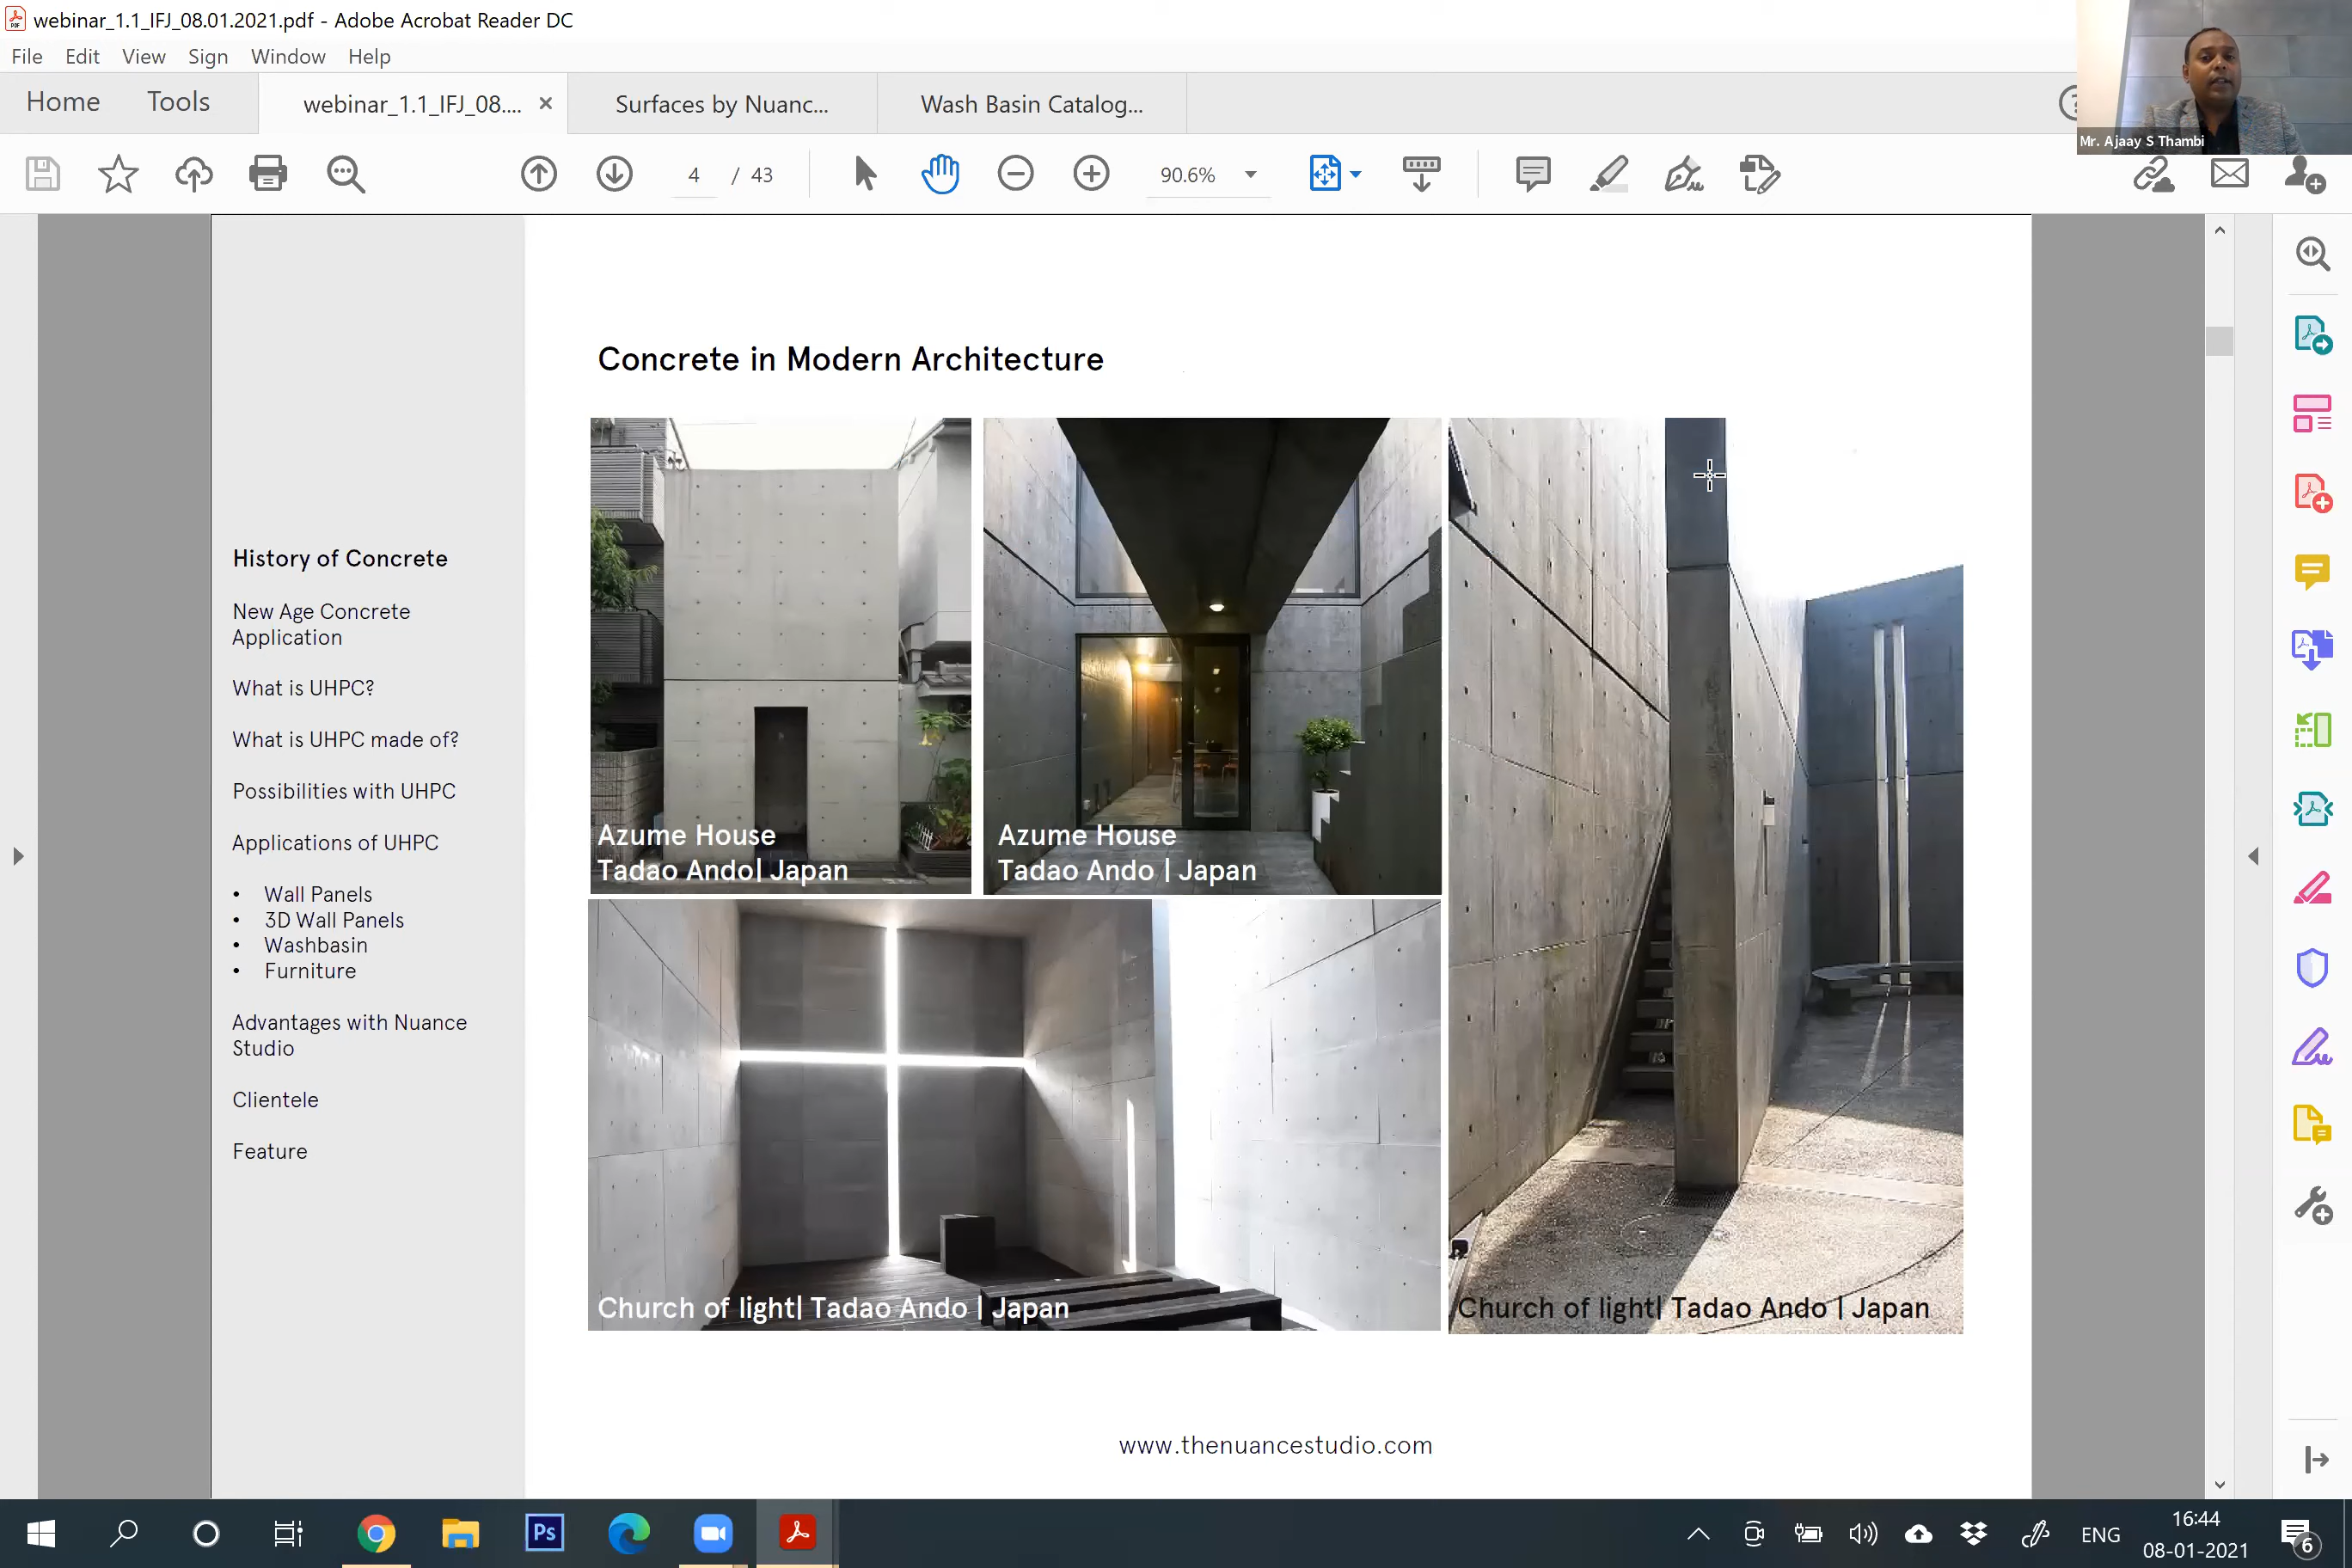 webinar_1.1_IFJ_08.01.2021.pdf - Adobe Acrobat Reader DC
File Edit View Sign Window Help
Home Tools webinar_1.1_IFJ_08.... × Surfaces by Nuanc... Wash Basin Catalog...
Mr. Ajaay S Thambi
4 / 43 90.6%
Concrete in Modern Architecture
History of Concrete
New Age Concrete
Application
What is UHPC?
What is UHPC made of?
Possibilities with UHPC
Applications of UHPC
• Wall Panels
• 3D Wall Panels
• Washbasin
• Furniture
Advantages with Nuance
Studio
Clientele
Feature
Azume House
Tadao Ando| Japan
Azume House
Tadao Ando | Japan
Church of light| Tadao Ando | Japan
Church of light| Tadao Ando | Japan
www.thenuancestudio.com
Ps
ENG
16:44
08-01-2021
6